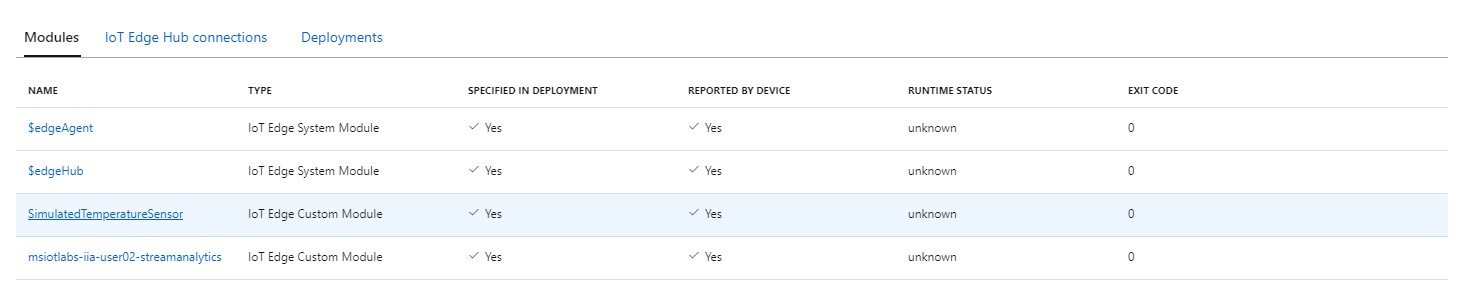 Modules IoT Edge Hub connections Deployments
NAME TYPE SPECIFIED IN DEPLOYMENT REPORTED BY DEVICE RUNTIME STATUS EXIT CODE
$edgeAgent IoT Edge System Module Yes Yes unknown 0
$edgeHub IoT Edge System Module Yes Yes unknown 0
SimulatedTemperatureSensor IoT Edge Custom Module Yes Yes unknown 0
msiotlabs-iia-user02-streamanalytics IoT Edge Custom Module Yes Yes unknown 0